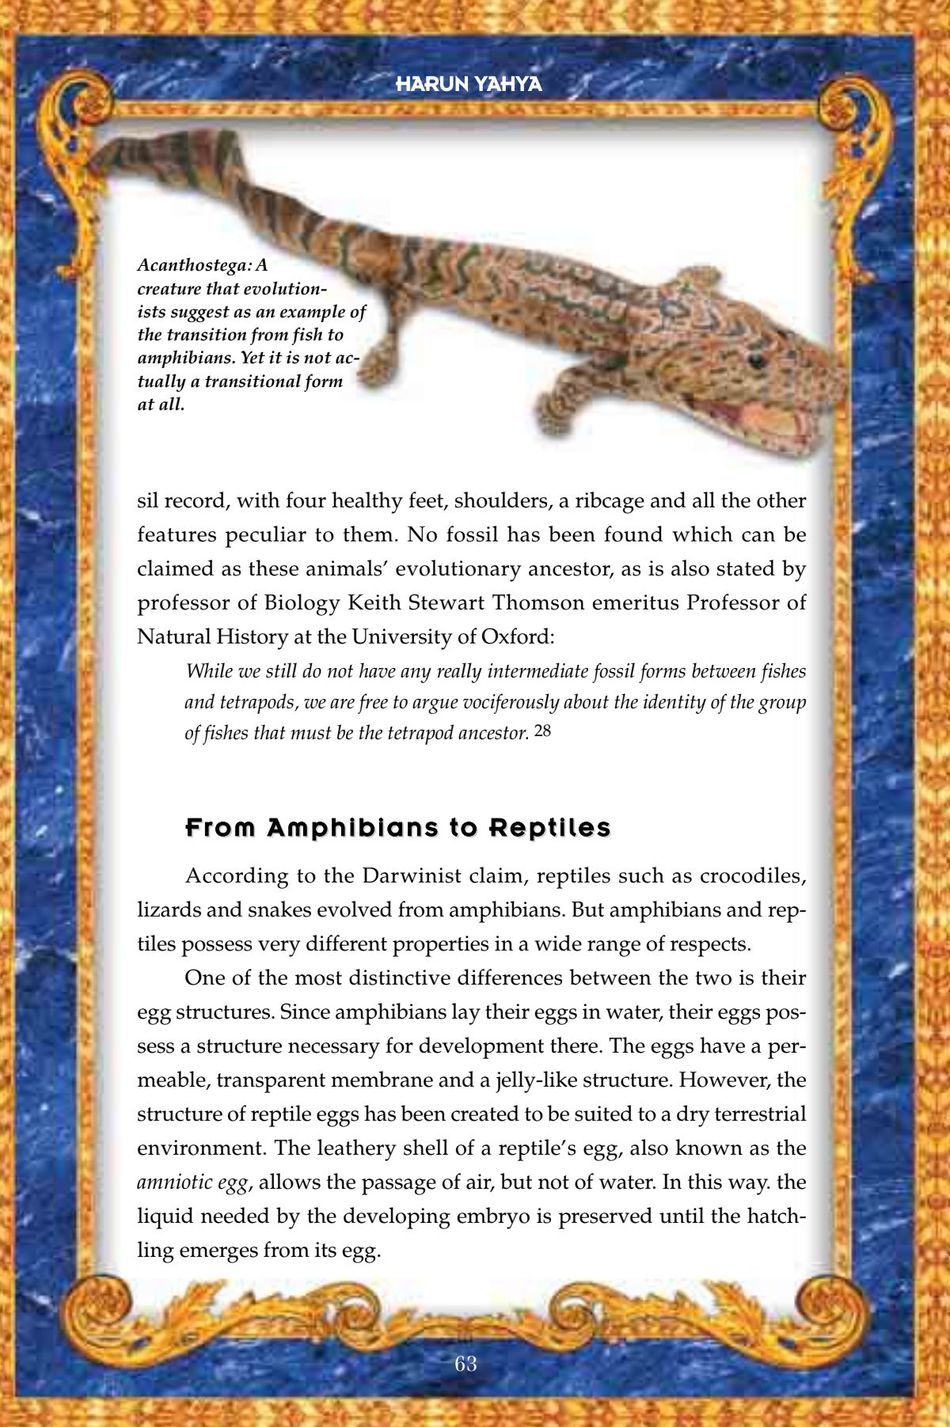 HARUN YAHYA
Acanthostega: A
creature that evolution-
ists suggest as an example of
the transition from fish to
amphibians. Yet it is not ac-
tually a transitional form
at all.
sil record, with four healthy feet, shoulders, a ribcage and all the other
features peculiar to them. No fossil has been found which can be
claimed as these animals’ evolutionary ancestor, as is also stated by
professor of Biology Keith Stewart Thomson emeritus Professor of
Natural History at the University of Oxford:
While we still do not have any really intermediate fossil forms between fishes
and tetrapods, we are free to argue vociferously about the identity of the group
of fishes that must be the tetrapod ancestor. 28
From Amphibians to Reptiles
According to the Darwinist claim, reptiles such as crocodiles,
lizards and snakes evolved from amphibians. But amphibians and rep-
tiles possess very different properties in a wide range of respects.
One of the most distinctive differences between the two is their
egg structures. Since amphibians lay their eggs in water, their eggs pos-
sess a structure necessary for development there. The eggs have a per-
meable, transparent membrane and a jelly-like structure. However, the
structure of reptile eggs has been created to be suited to a dry terrestrial
environment. The leathery shell of a reptile’s egg, also known as the
amniotic egg, allows the passage of air, but not of water. In this way. the
liquid needed by the developing embryo is preserved until the hatch-
ling emerges from its egg.
63